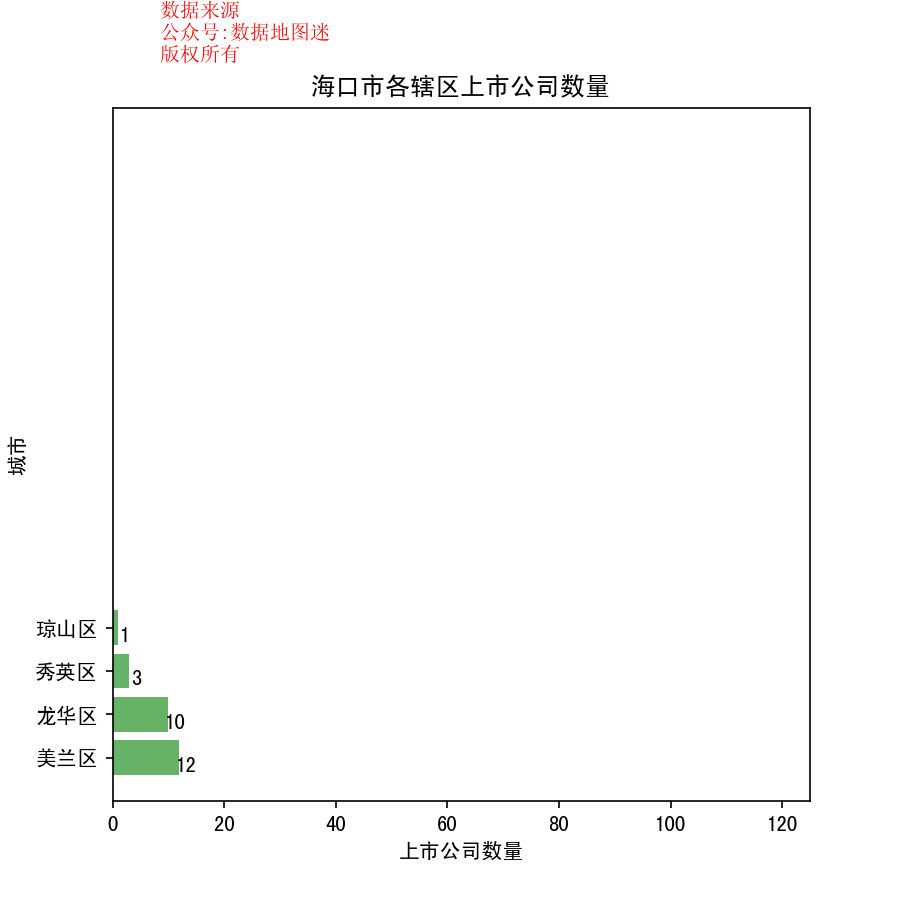 数据来源
公众号:数据地图迷
版权所有
海口市各辖区上市公司数量
城市
琼山区 1
秀英区 3
龙华区 10
美兰区 12
0 20 40 60 80 100 120
上市公司数量